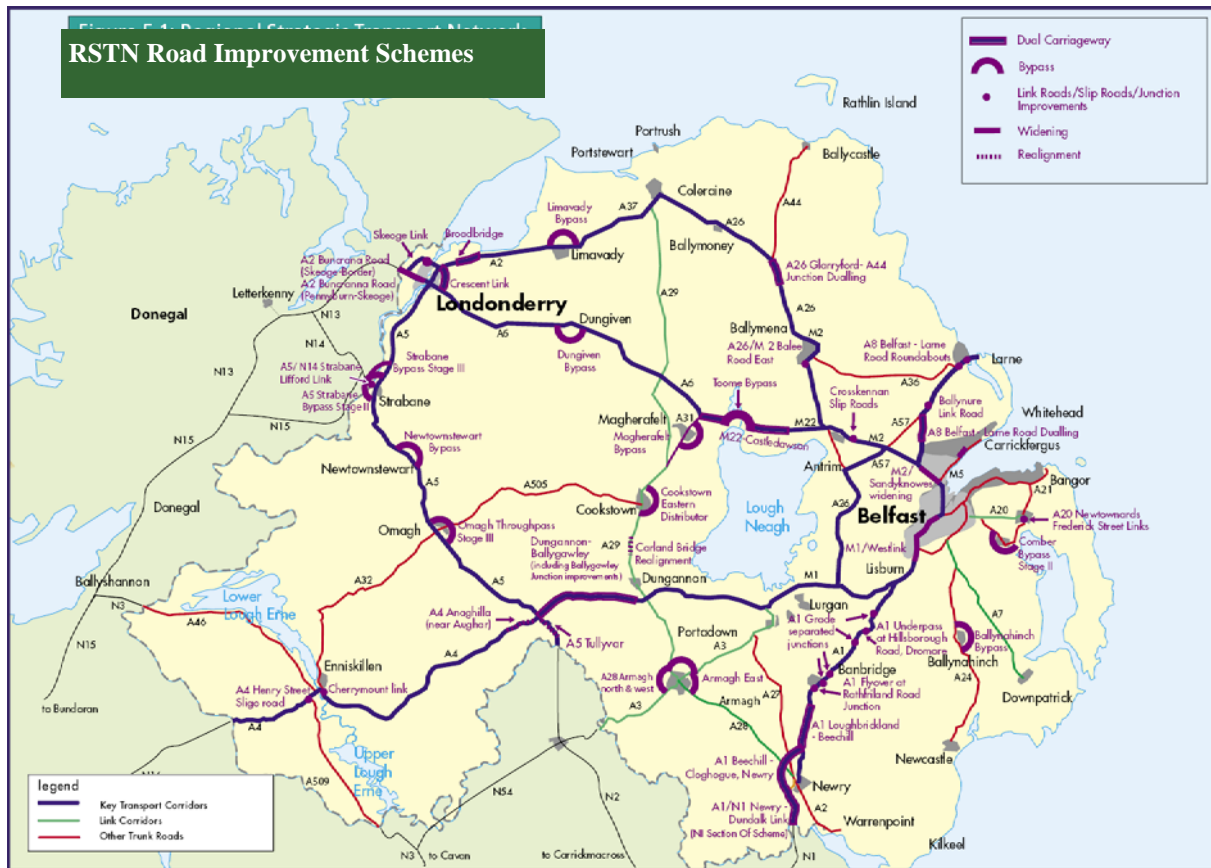 Figure 5.1: Regional Strategic Transport Network
RSTN Road Improvement Schemes
Dual Carriageway
Bypass
Link Roads/Slip Roads/Junction
Improvements
Widening
Realignment
Rathlin Island
Portrush
Portstewart
Ballycastle
Coleraine
A37
A44
A26
Limavady
Bypass
Limavady
Ballymoney
Skeoge Link
Broadbridge
A2
A2 Buncrana Road
(Skeoge-Border)
A2 Buncranna Road
(Pennyburn-Skeoge)
Crescent Link
Londonderry
A29
A26 Glarryford- A44
Junction Dualling
Letterkenny
Donegal
N13
N14
A5
A6
Dungiven
Dungiven
Bypass
A26
Ballymena
M2
A26/M 2 Balee
Road East
A8 Belfast - Larne
Road Roundabouts
Larne
A36
N13
A5/ N14 Strabane
Lifford Link
A5 Strabane
Bypass Stage II
Strabane
Bypass Stage III
Strabane
A6
Toome Bypass
Crosskennan
Slip Roads
Ballynure
Link Road
Whitehead
N15
N15
Magherafelt
A31
Magherafelt
Bypass
M22-Castledawson
M22
M2
A57
A8 Belfast - Larne Road Dualling
Carrickfergus
Newtownstewart
Bypass
Newtownstewart
Antrim
A57
M2/
Sandyknowes
widening
M5
Bangor
A5
A505
Cookstown
Cookstown
Eastern
Distributor
Lough
Neagh
A26
Belfast
A21
A20
A20 Newtownards
Frederick Street Links
Donegal
Omagh
Omagh Throughpass
Stage III
Dungannon-
Ballygawley
(including Ballygawley
Junction improvements)
A29
Carland Bridge
Realignment
M1/Westlink
Comber
Bypass
Stage II
Lisburn
Ballyshannon
N3
A32
A5
Dungannon
M1
Lower
Lough Erne
A46
N15
A4 Anaghilla
(near Augher)
A5 Tullyvar
Lurgan
Portadown
A3
A1 Grade
separated
junctions
A1 Underpass
at Hillsborough
Road, Dromore
A1
A7
Ballynahinch
Bypass
Ballynahinch
Enniskillen
A4
Banbridge
A4 Henry Street
Sligo road
Cherrymount link
A28 Armagh
north & west
Armagh East
Armagh
A27
A1 Flyover at
Rathfriland Road
Junction
A24
Downpatrick
to Bundoran
A4
A3
A28
A1 Loughbrickland
- Beechill
Newcastle
Upper
Lough
Erne
A1 Beechill -
Cloghogue, Newry
Newry
A509
N54
N2
A1/N1 Newry -
Dundalk Link
(NI Section Of Scheme)
A2
Warrenpoint
Kilkeel
N3
to Cavan
to Carrickmacross
N1
legend
Key Transport Corridors
Link Corridors
Other Trunk Roads